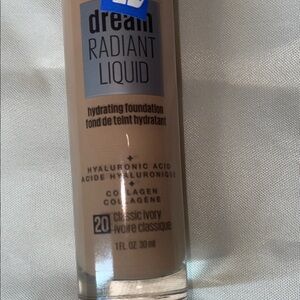 dream
RADIANT
LIQUID
hydrating foundation
fond de teint hydratant
+
HYALURONIC ACID
ACIDE HYALURONIQUE
+
COLLAGEN
COLLAGÈNE
20 classic ivory
ivoire classique
1 FL. OZ. 30 ml